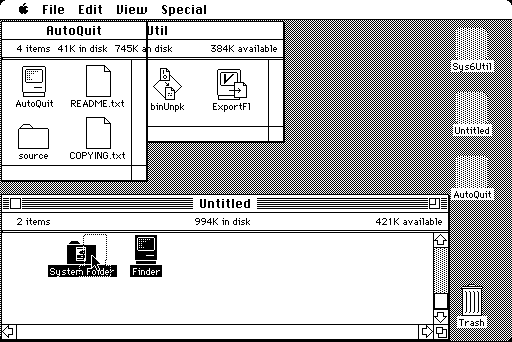 File Edit View Special
AutoQuit
Util
4 items 41K in disk 745K a
n disk 384K available
AutoQuit README.txt
binUnpk ExportFl
source COPYING.txt
Sys6Util
Untitled
AutoQuit
Untitled
2 items 994K in disk 421K available
System Folder Finder
Trash